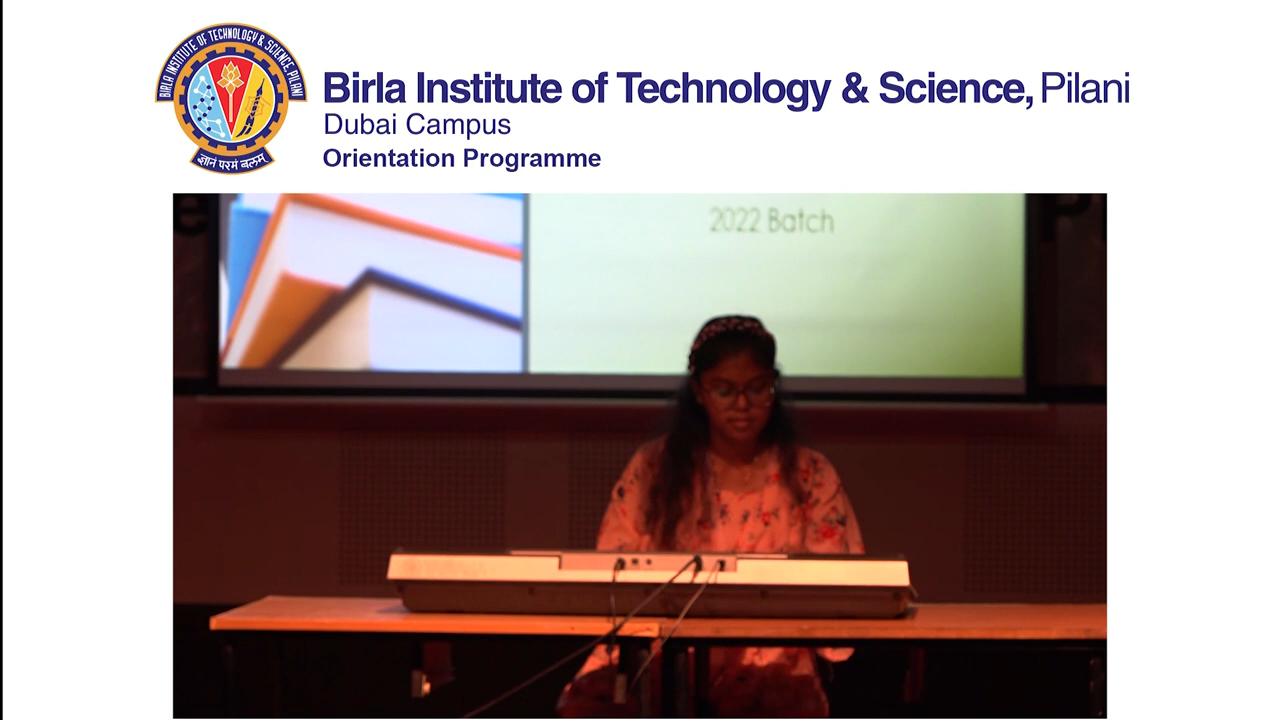 BIRLA INSTITUTE OF TECHNOLOGY & SCIENCE, PILANI
ज्ञानं परमं बलम्
Birla Institute of Technology & Science, Pilani
Dubai Campus
Orientation Programme
2022 Batch